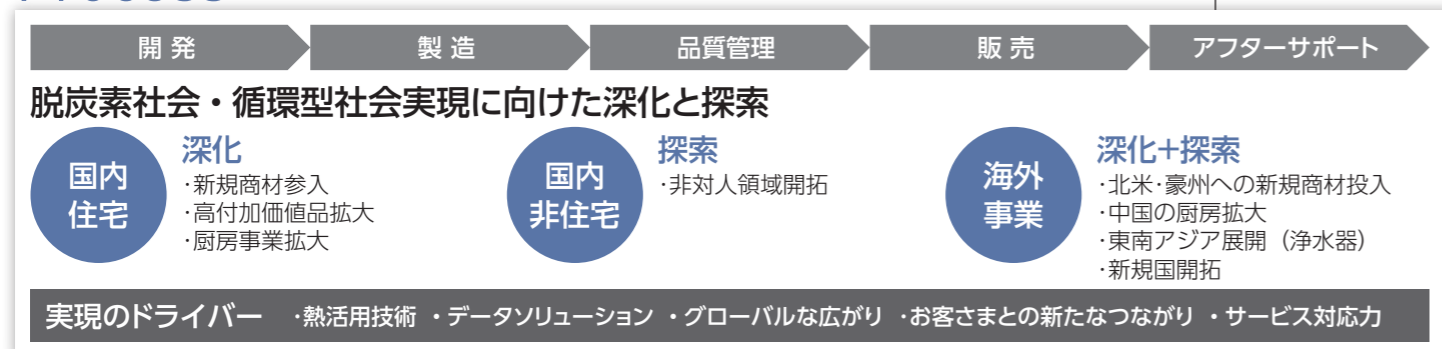 開発 製造 品質管理 販売 アフターサポート
脱炭素社会・循環型社会実現に向けた深化と探索
国内
住宅
深化
・新規商材参入
・高付加価値品拡大
・厨房事業拡大
国内
非住宅
探索
・非対人領域開拓
海外
事業
深化+探索
・北米・豪州への新規商材投入
・中国の厨房拡大
・東南アジア展開（浄水器）
・新規国開拓
実現のドライバー ・熱活用技術 ・データソリューション ・グローバルな広がり ・お客さまとの新たなつながり ・サービス対応力